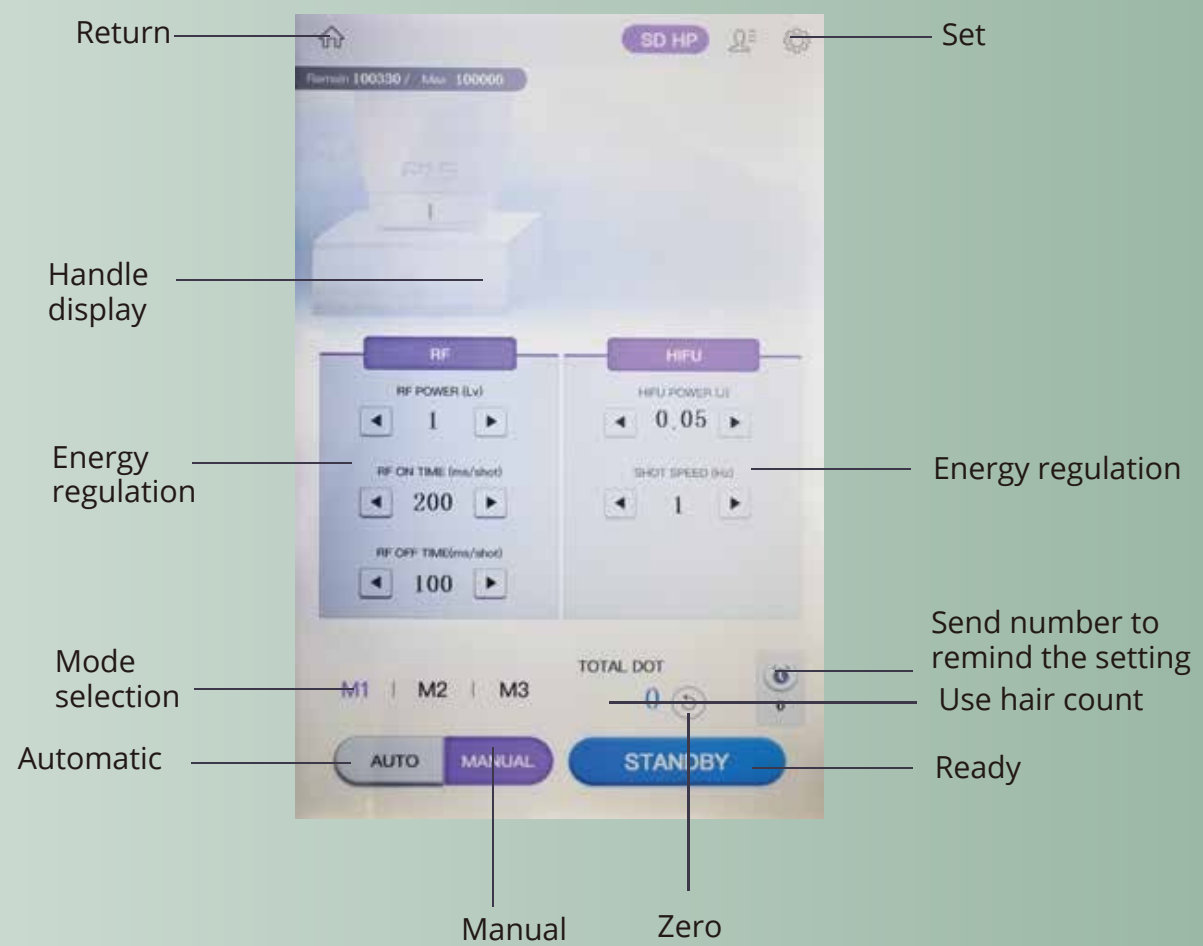 Return
SD HP
Set
Remain 100330 / Max 100000
Handle
display
RF
HIFU
RF POWER (Lv)
HIFU POWER (J)
1
0.05
Energy
regulation
RF ON TIME (ms/shot)
SHOT SPEED (Hz)
Energy regulation
200
1
RF OFF TIME(ms/shot)
100
Send number to
remind the setting
Mode
selection
M1 | M2 | M3
TOTAL DOT
0
Use hair count
Automatic
AUTO
MANUAL
STANDBY
Ready
Manual
Zero